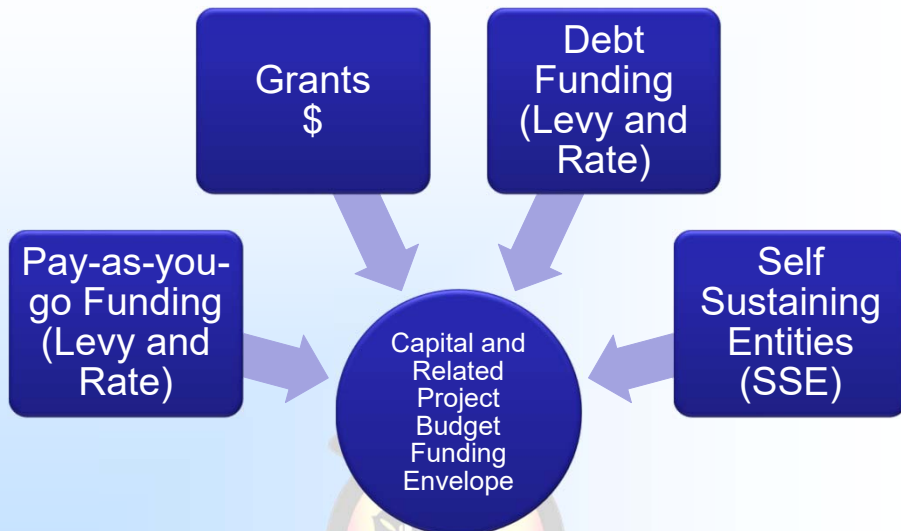 Grants
$
Debt
Funding
(Levy and
Rate)
Pay-as-you-
go Funding
(Levy and
Rate)
Self
Sustaining
Entities
(SSE)
Capital and
Related
Project
Budget
Funding
Envelope